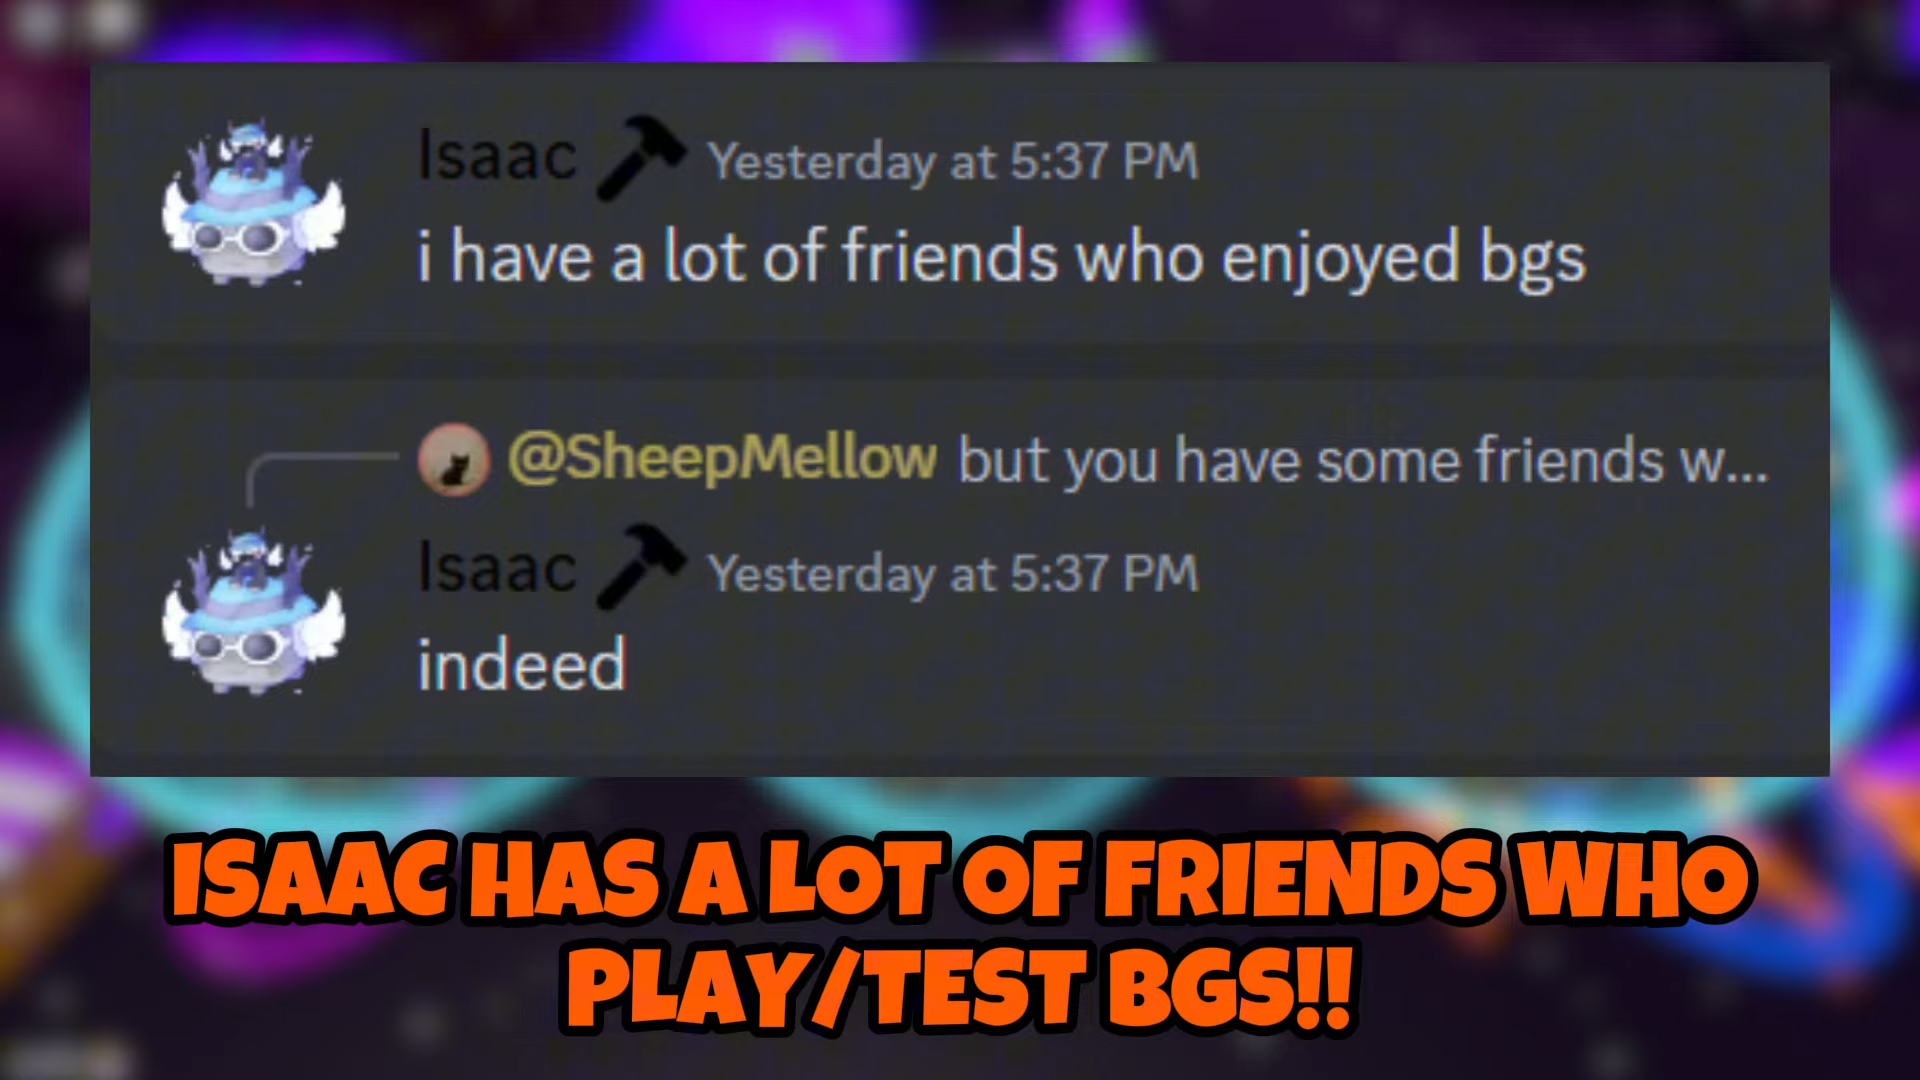 Isaac Yesterday at 5:37 PM
i have a lot of friends who enjoyed bgs
@SheepMellow but you have some friends w...
Isaac Yesterday at 5:37 PM
indeed
ISAAC HAS A LOT OF FRIENDS WHO
PLAY/TEST BGS!!